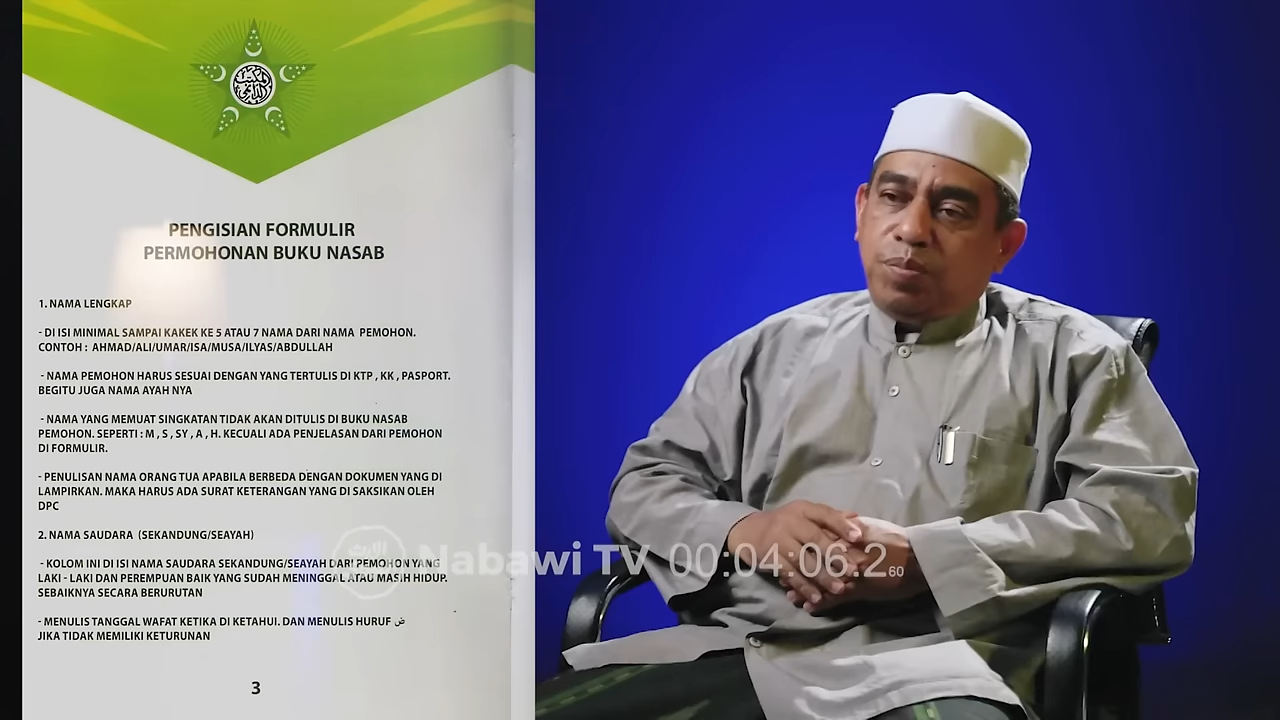 PENGISIAN FORMULIR
PERMOHONAN BUKU NASAB
1. NAMA LENGKAP
- DI ISI MINIMAL SAMPAI KAKEK KE 5 ATAU 7 NAMA DARI NAMA PEMOHON.
CONTOH : AHMAD/ALI/UMAR/ISA/MUSA/ILYAS/ABDULLAH
- NAMA PEMOHON HARUS SESUAI DENGAN YANG TERTULIS DI KTP , KK , PASPORT.
BEGITU JUGA NAMA AYAH NYA
- NAMA YANG MEMUAT SINGKATAN TIDAK AKAN DITULIS DI BUKU NASAB
PEMOHON. SEPERTI : M , S , SY , A , H. KECUALI ADA PENJELASAN DARI PEMOHON
DI FORMULIR.
- PENULISAN NAMA ORANG TUA APABILA BERBEDA DENGAN DOKUMEN YANG DI
LAMPIRKAN. MAKA HARUS ADA SURAT KETERANGAN YANG DI SAKSIKAN OLEH
DPC
2. NAMA SAUDARA (SEKANDUNG/SEAYAH)
- KOLOM INI DI ISI NAMA SAUDARA SEKANDUNG/SEAYAH DARI PEMOHON YANG
LAKI - LAKI DAN PEREMPUAN BAIK YANG SUDAH MENINGGAL ATAU MASIH HIDUP.
SEBAIKNYA SECARA BERURUTAN
- MENULIS TANGGAL WAFAT KETIKA DI KETAHUI. DAN MENULIS HURUF ض
JIKA TIDAK MEMILIKI KETURUNAN
3
Nabawi TV 00:04:06.2 60